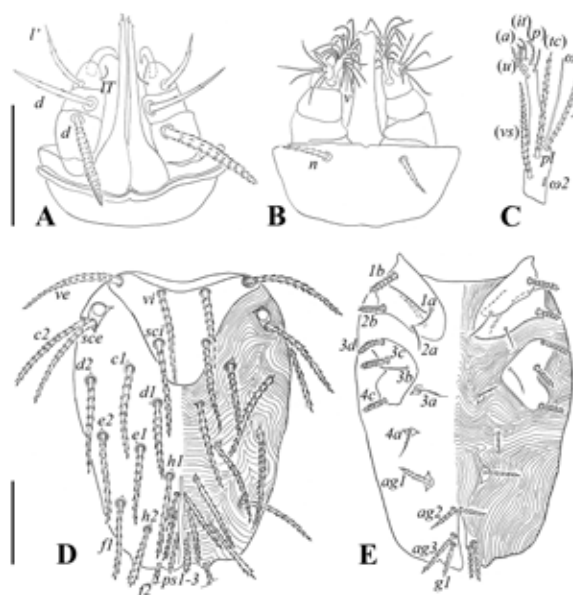 l'
lT
d
d
A
v
n
B
(it)
(a)
(p)
(tc)
ω
(u)
(vs)
pl
ω2
C
ve
vi
c2
sce
sci
d2
c1
d1
e2
e1
h1
h2
f1
f2
ps1-3
D
1b
1a
2b
2a
3d
3c
3b
3a
4c
4a
ag1
ag2
ag3
g1
E